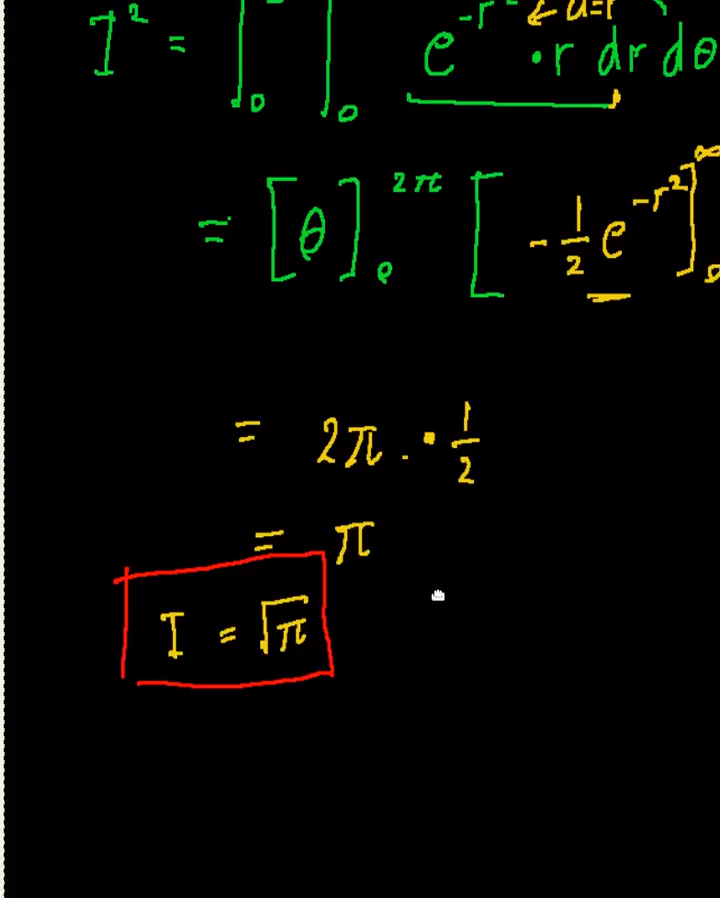 I² = ∫₀ ∫₀ e^(-r²) ← u=r · r dr dθ
= [θ]₀^(2π) [-1/2 e^(-r²)]₀^∞
= 2π . · 1/2
= π
I = √π